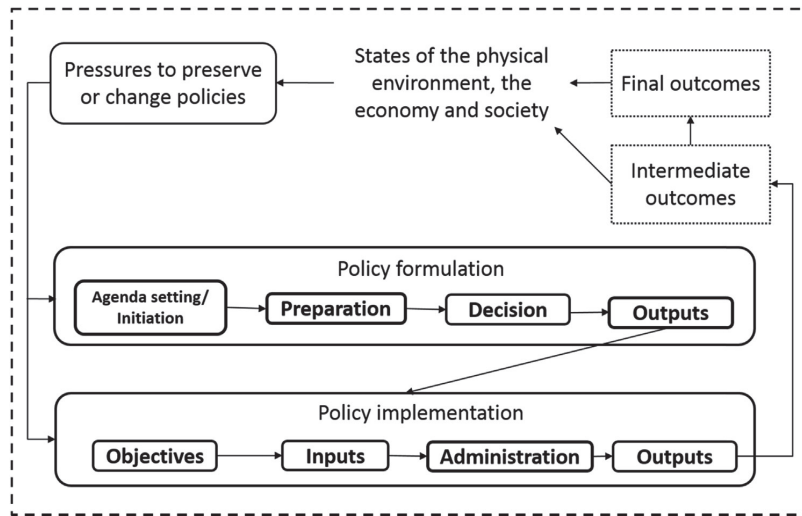 Pressures to preserve
or change policies
States of the physical
environment, the
economy and society
Final outcomes
Intermediate
outcomes
Policy formulation
Agenda setting/
Initiation
Preparation
Decision
Outputs
Policy implementation
Objectives
Inputs
Administration
Outputs